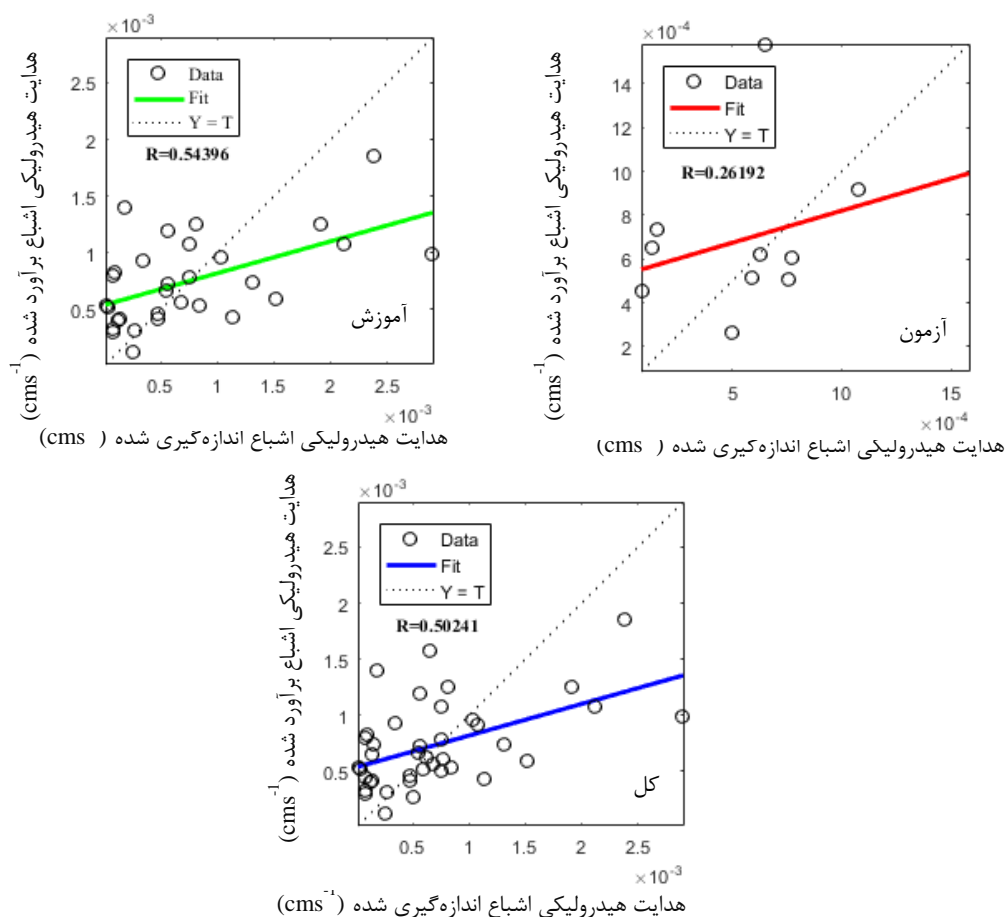 ×10⁻³
2.5
2
1.5
1
0.5
0.5
1
1.5
2
2.5
×10⁻³
Data
Fit
Y = T
R=0.54396
آموزش
هدایت هیدرولیکی اشباع برآورد شده (cms⁻¹)
هدایت هیدرولیکی اشباع اندازه‌گیری شده (cms)
×10⁻⁴
14
12
10
8
6
4
2
5
10
15
×10⁻⁴
Data
Fit
Y = T
R=0.26192
آزمون
هدایت هیدرولیکی اشباع برآورد شده (cms⁻¹)
هدایت هیدرولیکی اشباع اندازه‌گیری شده (cms)
×10⁻³
2.5
2
1.5
1
0.5
0.5
1
1.5
2
2.5
×10⁻³
Data
Fit
Y = T
R=0.50241
کل
هدایت هیدرولیکی اشباع برآورد شده (cms⁻¹)
هدایت هیدرولیکی اشباع اندازه‌گیری شده (cms⁻¹)